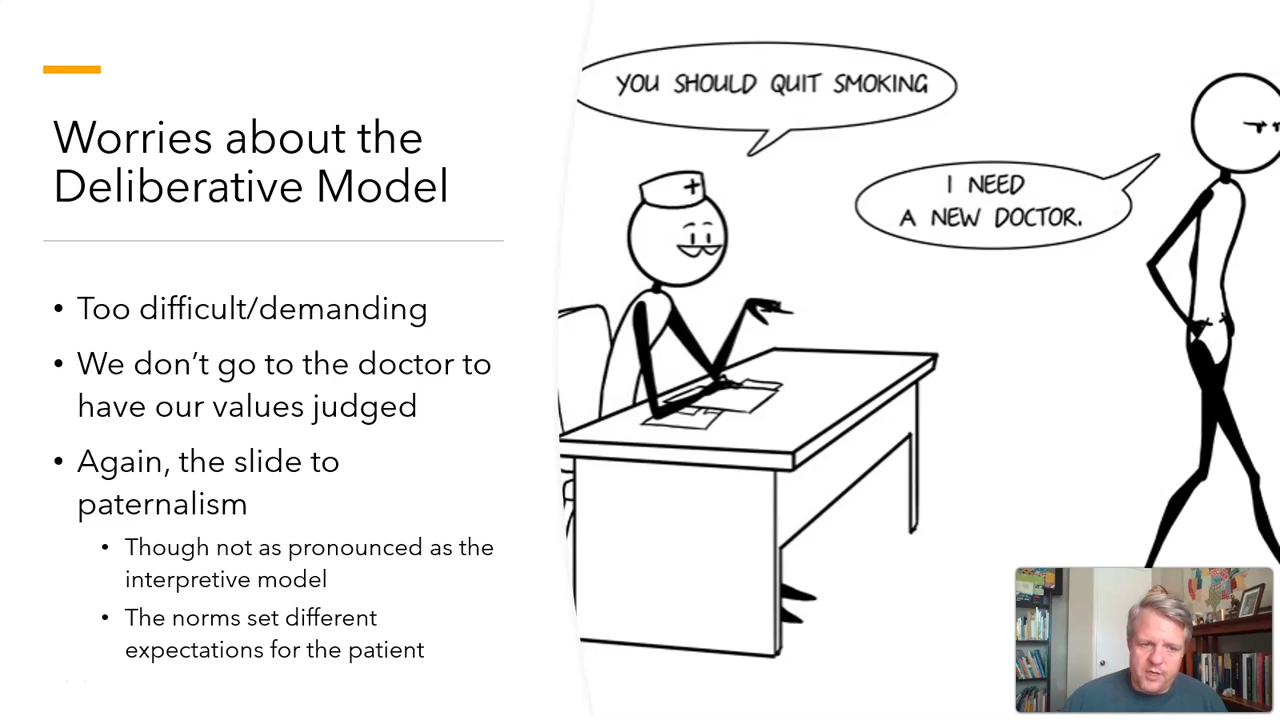 Worries about the
Deliberative Model
• Too difficult/demanding
• We don’t go to the doctor to
have our values judged
• Again, the slide to
paternalism
• Though not as pronounced as the
interpretive model
• The norms set different
expectations for the patient
YOU SHOULD QUIT SMOKING
I NEED
A NEW DOCTOR.